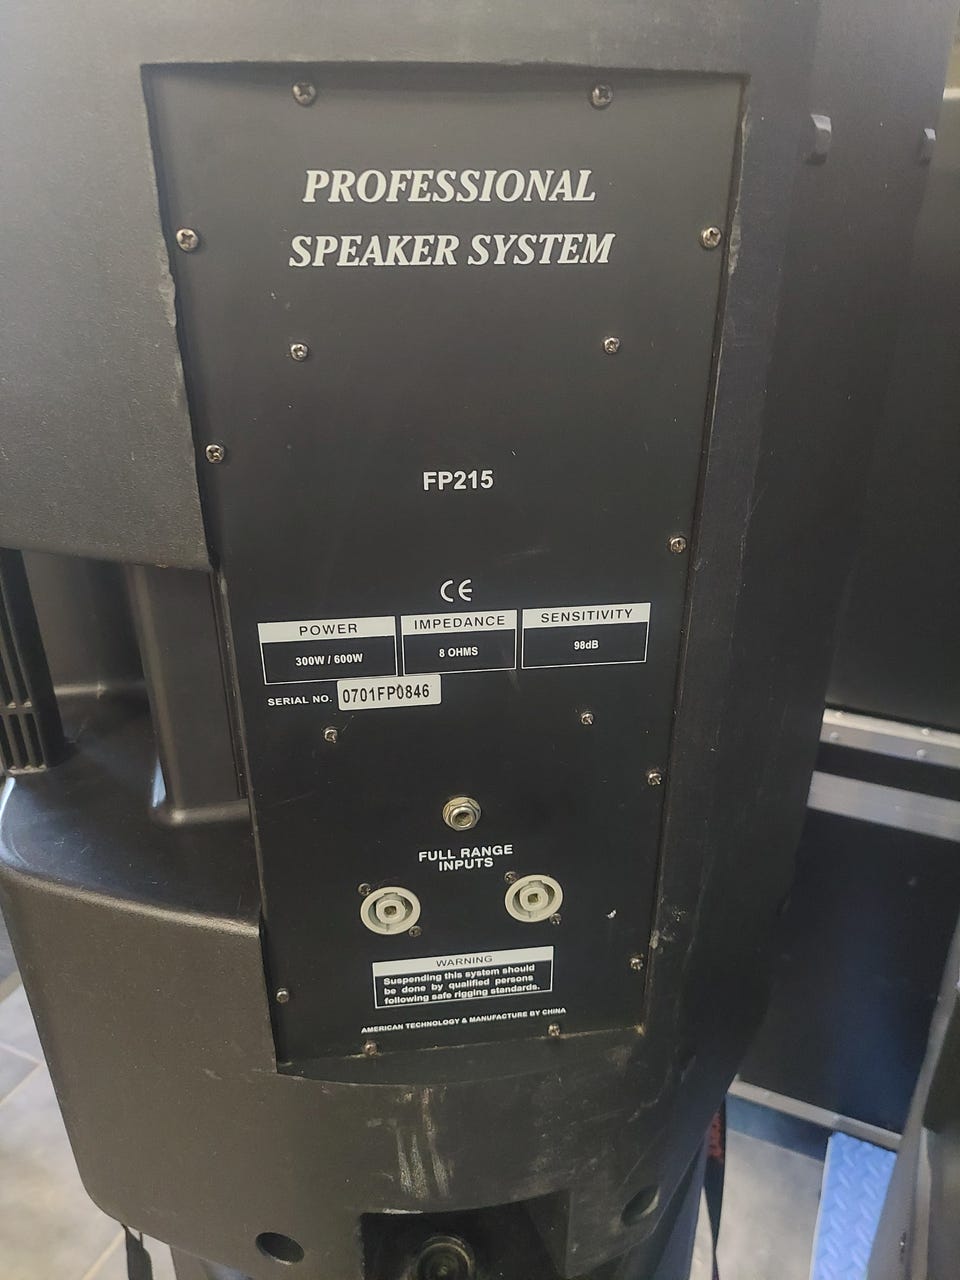 PROFESSIONAL
SPEAKER SYSTEM
FP215
CE
POWER IMPEDANCE SENSITIVITY
300W / 600W 8 OHMS 98dB
SERIAL NO. 0701FP0846
FULL RANGE
INPUTS
WARNING
Suspending this system should
be done by qualified persons
following safe rigging standards.
AMERICAN TECHNOLOGY & MANUFACTURE BY CHINA